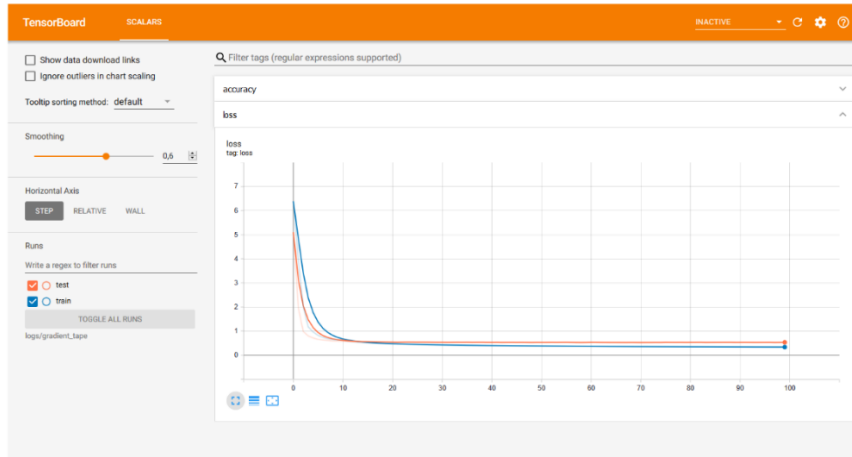 TensorBoard SCALARS INACTIVE
Show data download links
Ignore outliers in chart scaling
Tooltip sorting method: default
Smoothing
0,6
Horizontal Axis
STEP RELATIVE WALL
Runs
Write a regex to filter runs
test
train
TOGGLE ALL RUNS
logs/gradient_tape
Filter tags (regular expressions supported)
accuracy
loss
loss
tag: loss
7
6
5
4
3
2
1
0
0 10 20 30 40 50 60 70 80 90 100